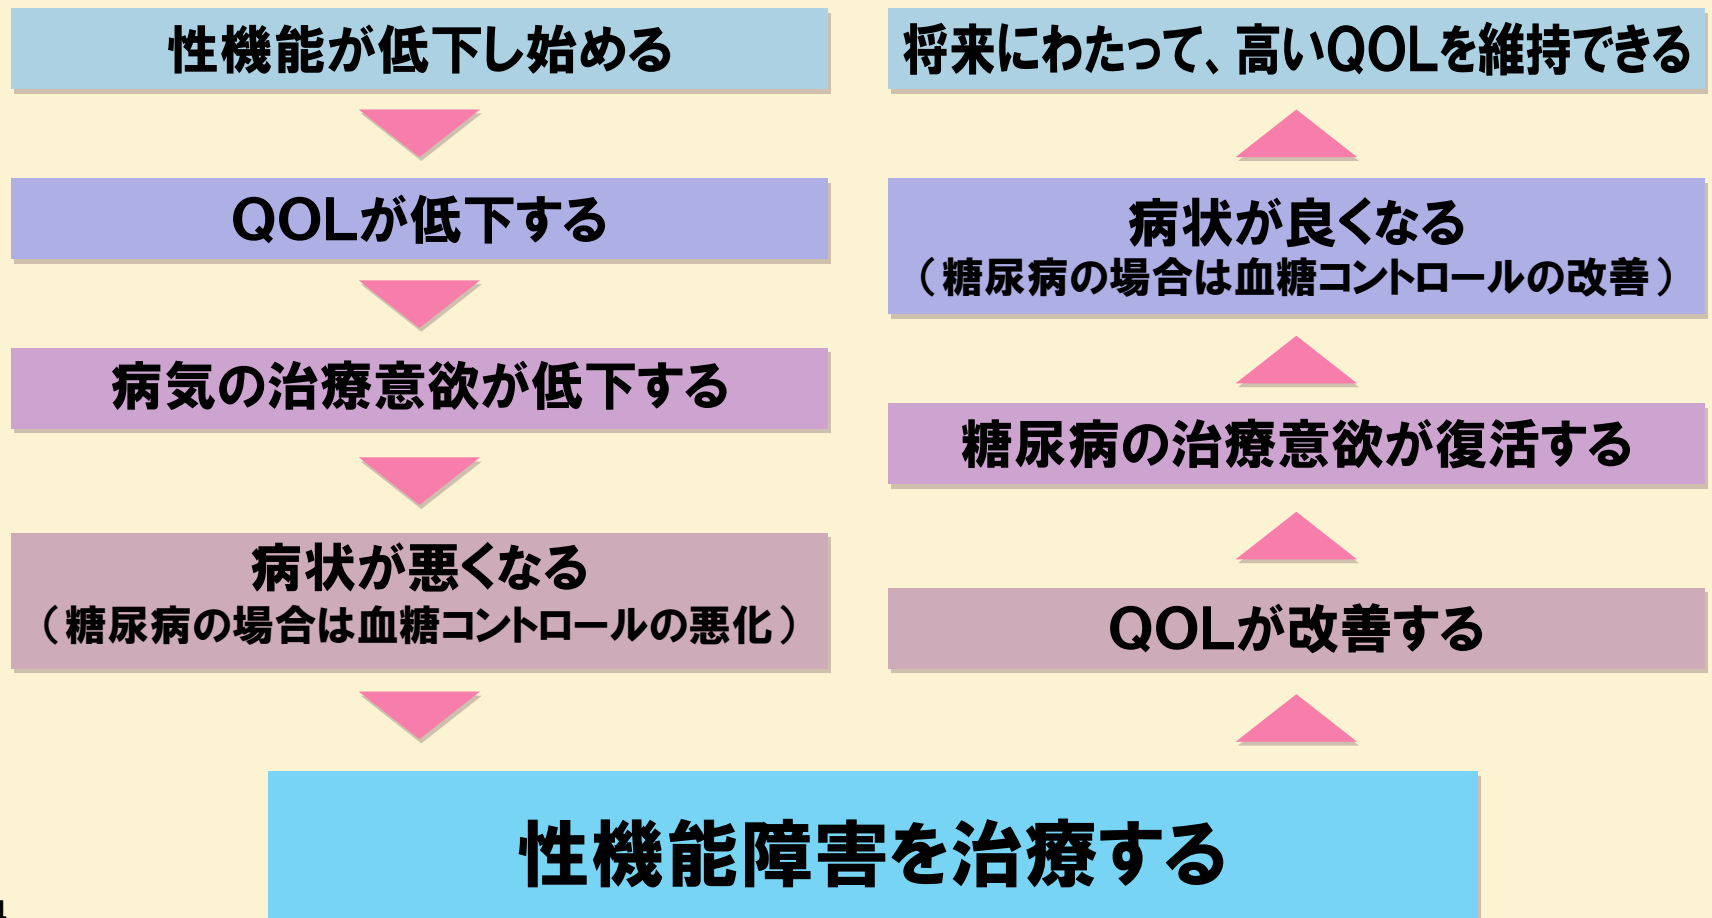 性機能が低下し始める
QOLが低下する
病気の治療意欲が低下する
病状が悪くなる
（糖尿病の場合は血糖コントロールの悪化）
性機能障害を治療する
QOLが改善する
糖尿病の治療意欲が復活する
病状が良くなる
（糖尿病の場合は血糖コントロールの改善）
将来にわたって、高いQOLを維持できる